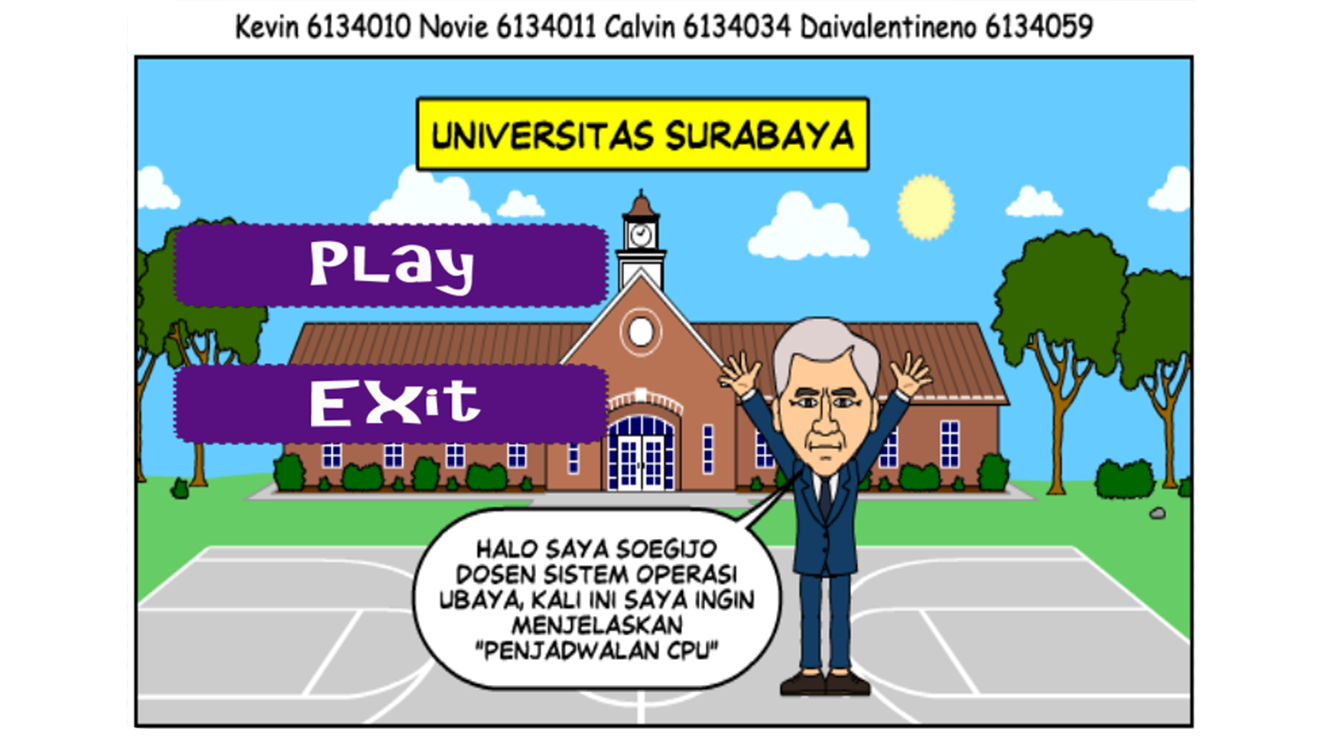 Kevin 6134010 Novie 6134011 Calvin 6134034 Daivalentineno 6134059
UNIVERSITAS SURABAYA
Play
Exit
HALO SAYA SOEGIJO
DOSEN SISTEM OPERASI
UBAYA, KALI INI SAYA INGIN
MENJELASKAN
"PENJADWALAN CPU"